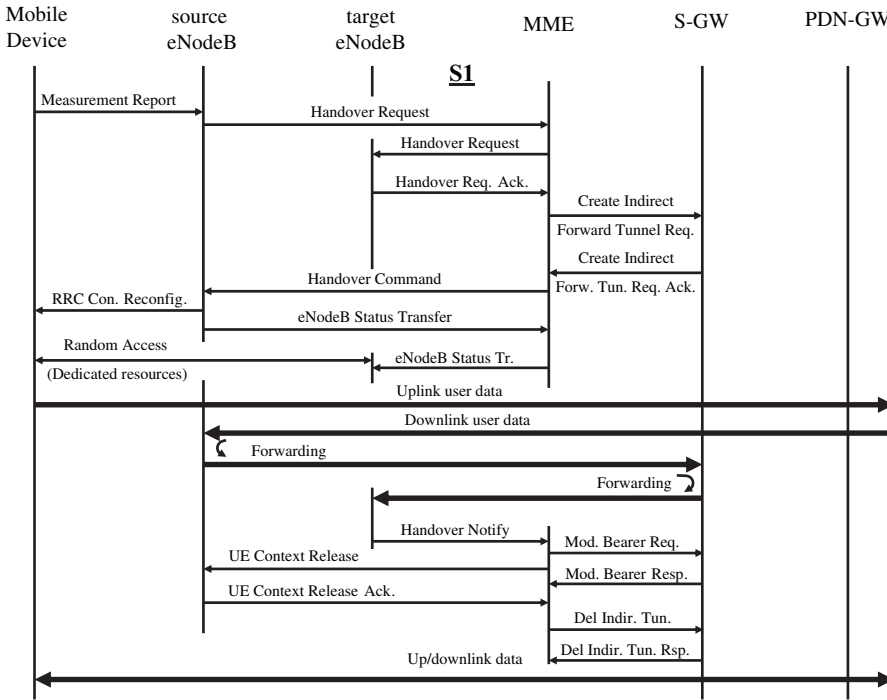 Mobile Device
source eNodeB
target eNodeB
MME
S-GW
PDN-GW
S1
Measurement Report
Handover Request
Handover Request
Handover Req. Ack.
Create Indirect
Forward Tunnel Req.
Create Indirect
Forw. Tun. Req. Ack.
Handover Command
RRC Con. Reconfig.
eNodeB Status Transfer
Random Access
(Dedicated resources)
eNodeB Status Tr.
Uplink user data
Downlink user data
Forwarding
Forwarding
Handover Notify
Mod. Bearer Req.
UE Context Release
Mod. Bearer Resp.
UE Context Release Ack.
Del Indir. Tun.
Del Indir. Tun. Rsp.
Up/downlink data